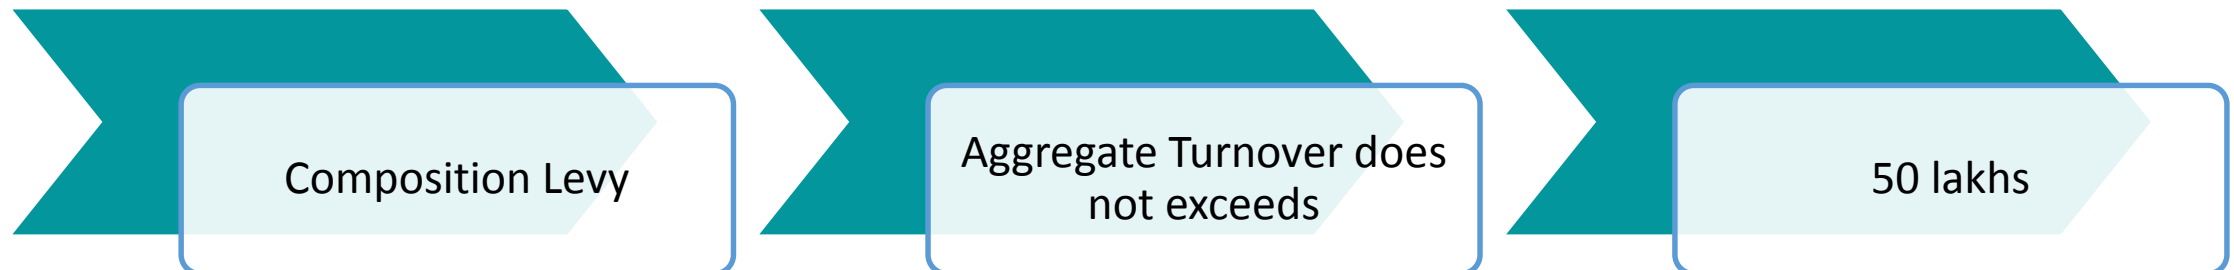 Composition Levy
Aggregate Turnover does
not exceeds
50 lakhs